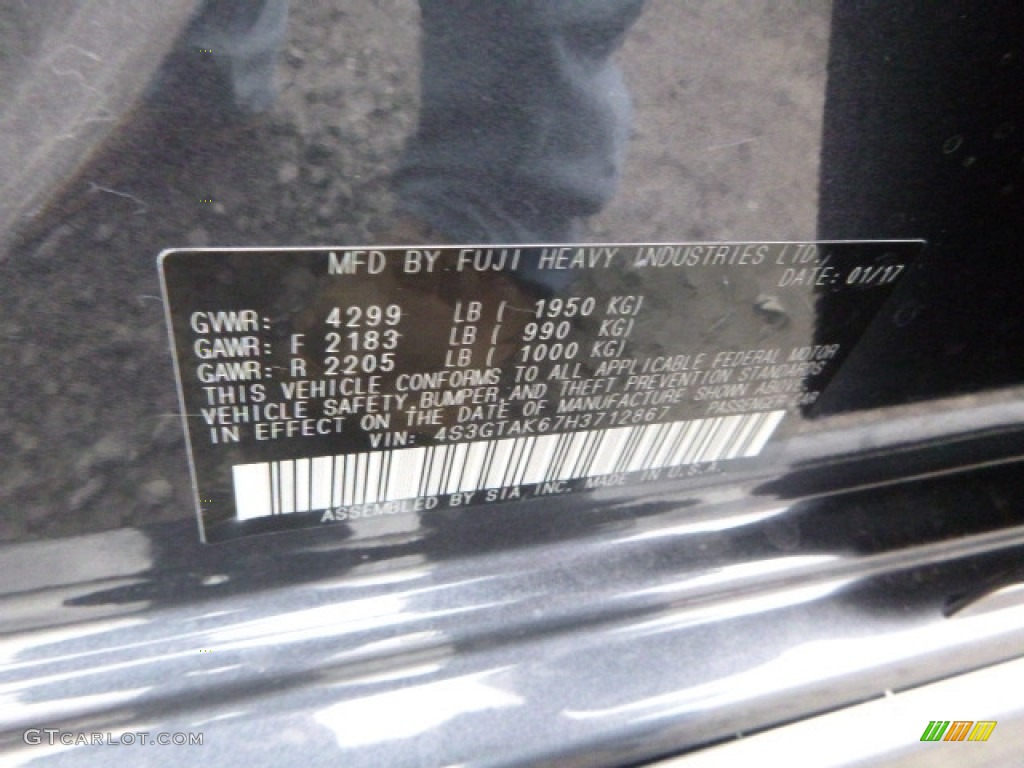 MFD BY FUJI HEAVY INDUSTRIES LTD.,
DATE: 01/17
GVWR: 4299 LB ( 1950 KG)
GAWR: F 2183 LB ( 990 KG)
GAWR: R 2205 LB ( 1000 KG)
THIS VEHICLE CONFORMS TO ALL APPLICABLE FEDERAL MOTOR
VEHICLE SAFETY BUMPER,AND THEFT PREVENTION STANDARDS
IN EFFECT ON THE DATE OF MANUFACTURE SHOWN ABOVE.
VIN: 4S3GTAK67H3712867 PASSENGER CAR
ASSEMBLED BY SIA, INC. MADE IN U.S.A.
GTCARLOT.COM